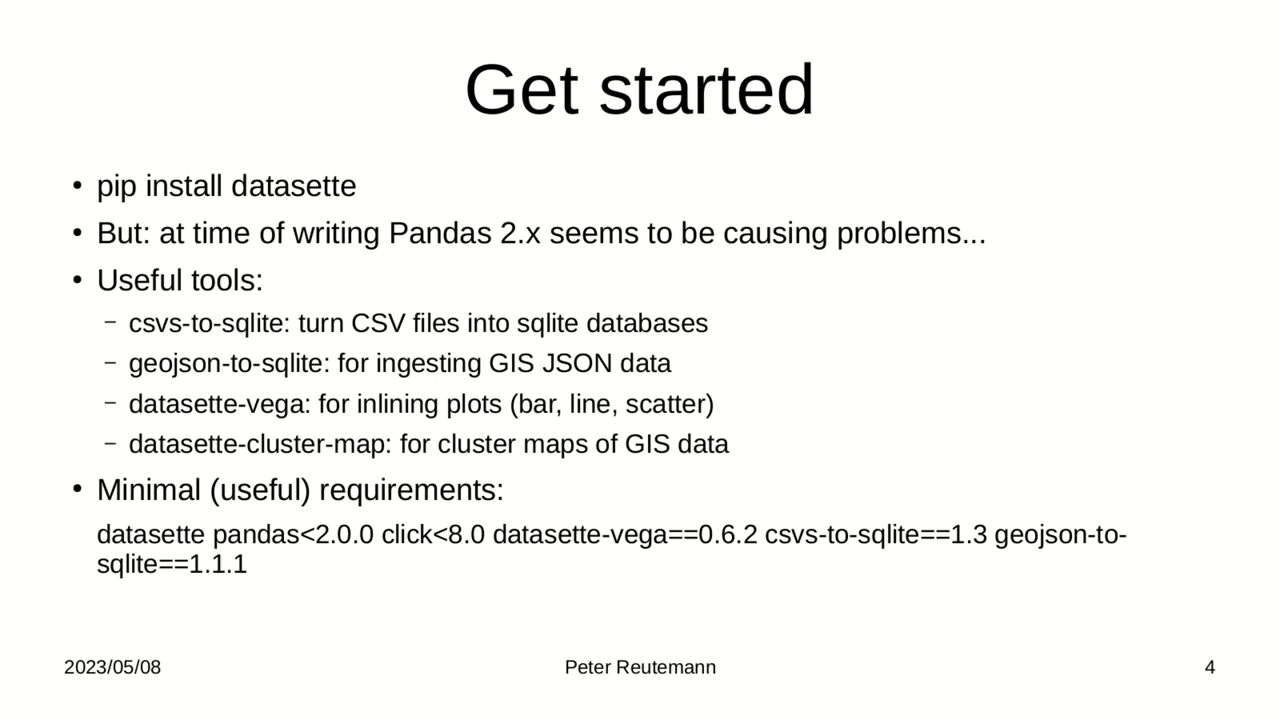 Get started
• pip install datasette
• But: at time of writing Pandas 2.x seems to be causing problems...
• Useful tools:
– csvs-to-sqlite: turn CSV files into sqlite databases
– geojson-to-sqlite: for ingesting GIS JSON data
– datasette-vega: for inlining plots (bar, line, scatter)
– datasette-cluster-map: for cluster maps of GIS data
• Minimal (useful) requirements:
datasette pandas<2.0.0 click<8.0 datasette-vega==0.6.2 csvs-to-sqlite==1.3 geojson-to-
sqlite==1.1.1
2023/05/08 Peter Reutemann 4